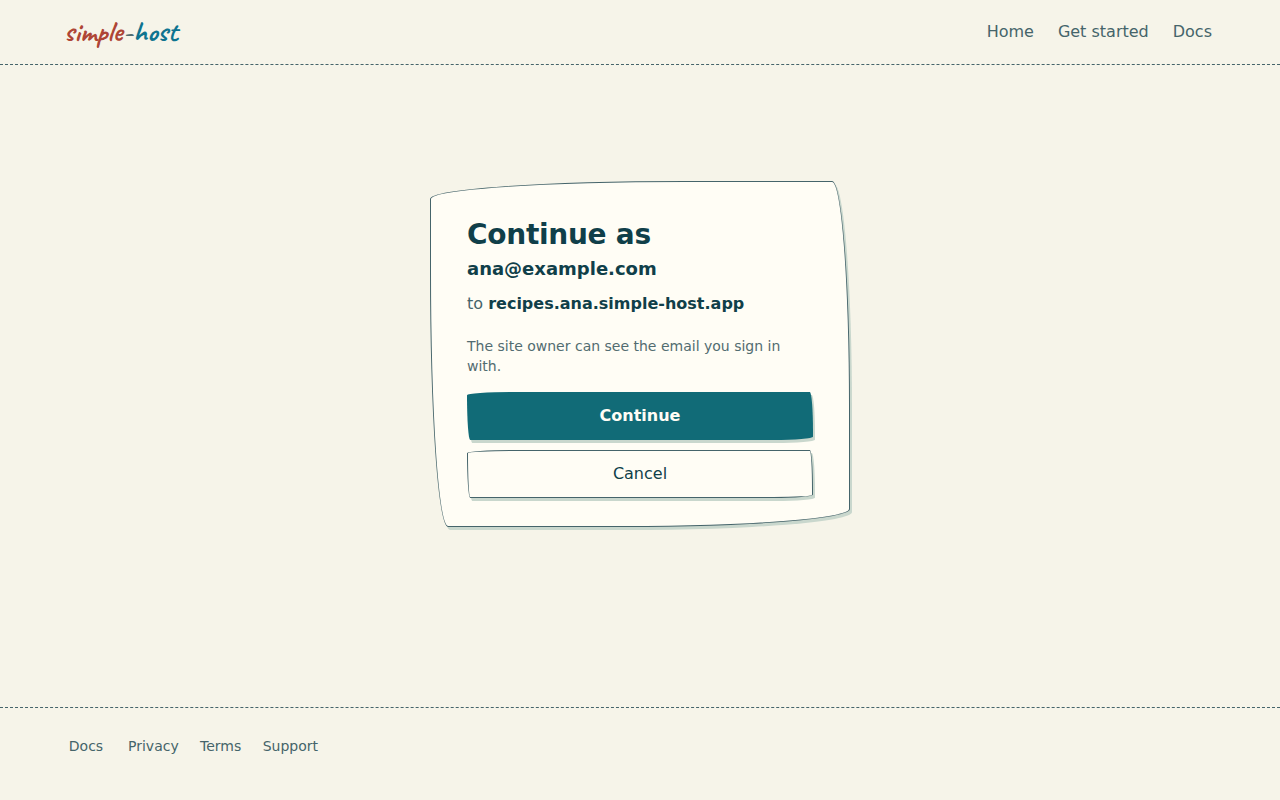 simple-host
Home Get started Docs
Continue as
ana@example.com
to recipes.ana.simple-host.app
The site owner can see the email you sign in
with.
Continue
Cancel
Docs Privacy Terms Support